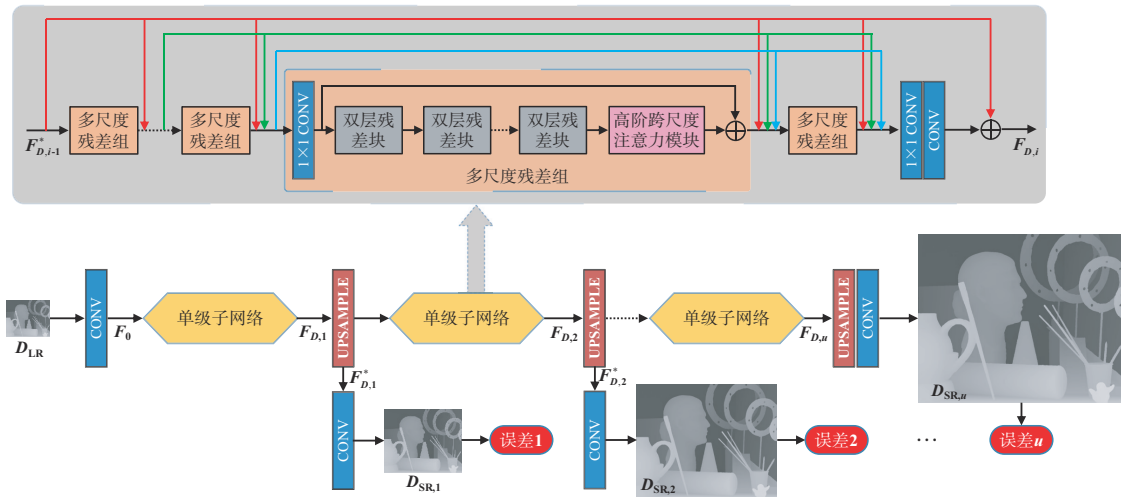 多尺度
残差组
多尺度
残差组
1×1 CONV
双层残
差块
双层残
差块
双层残
差块
高阶跨尺度
注意力模块
多尺度
残差组
1×1 CONV
CONV
F*D,i-1
FD,i
多尺度残差组
DLR
CONV
F0
单级子网络
FD,1
UPSAMPLE
单级子网络
FD,2
UPSAMPLE
单级子网络
FD,u
UPSAMPLE
CONV
DSR,u
F*D,1
F*D,2
CONV
DSR,1
误差1
CONV
DSR,2
误差2
…
误差u